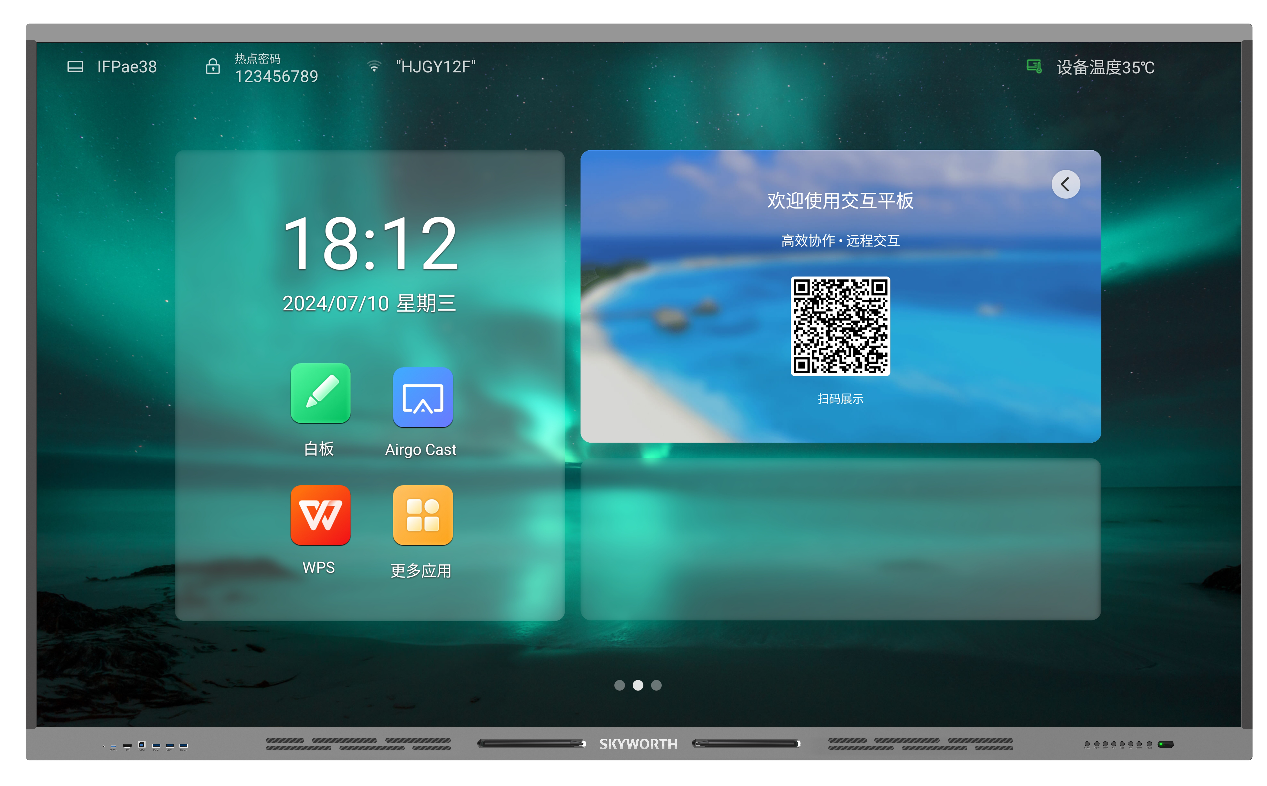 IFPae38
热点密码
123456789
"HJGY12F"
设备温度35℃
18:12
2024/07/10 星期三
白板
Airgo Cast
WPS
更多应用
欢迎使用交互平板
高效协作 • 远程交互
扫码展示
SKYWORTH